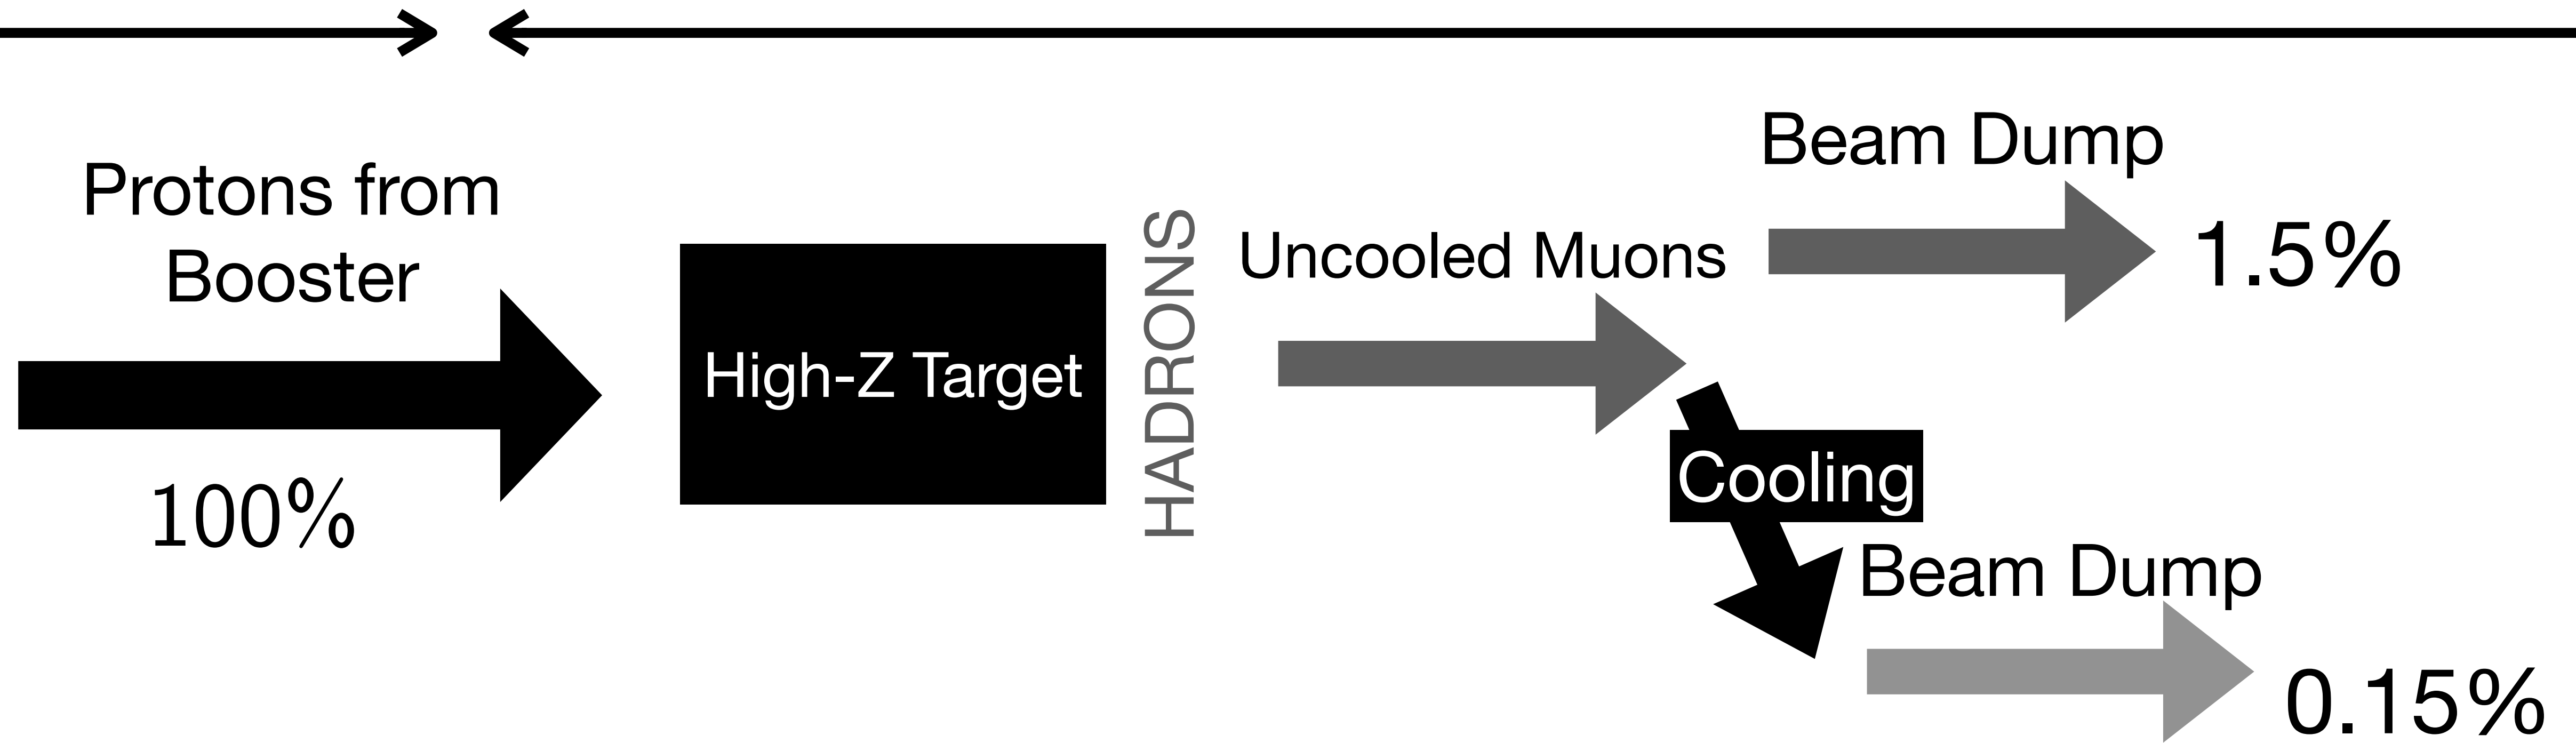 Protons from
Booster
100%
High-Z Target
HADRONS
Uncooled Muons
Beam Dump
1.5%
Cooling
Beam Dump
0.15%